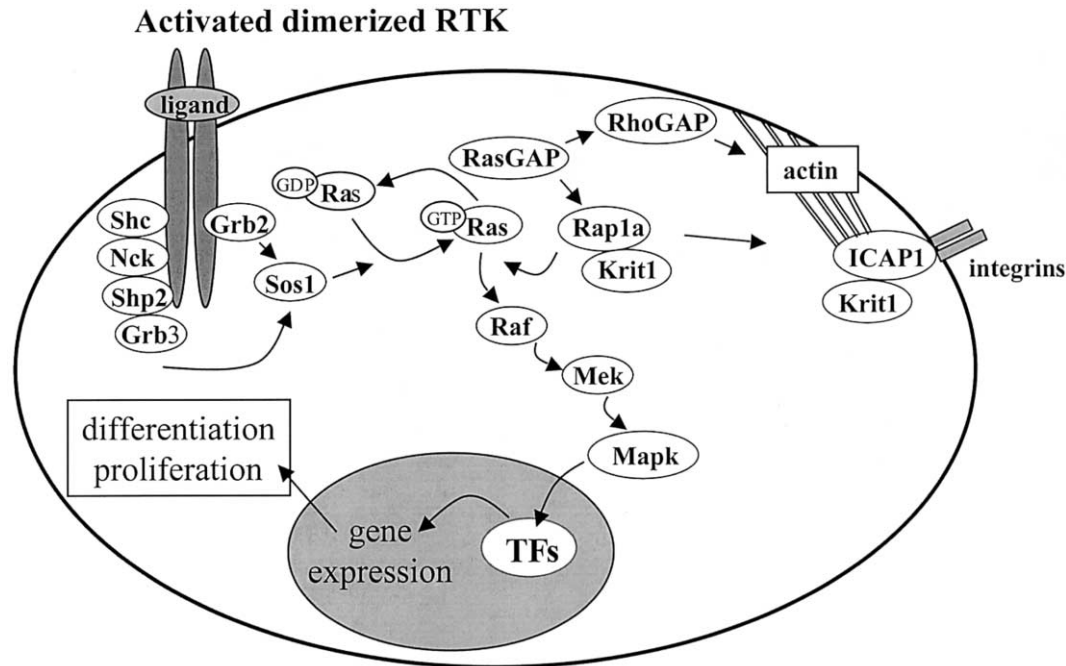 Activated dimerized RTK
ligand
RhoGAP
RasGAP
actin
GDP
Ras
GTP
Ras
Shc
Grb2
Rap1a
Nck
Krit1
ICAP1
integrins
Sos1
Shp2
Krit1
Grb3
Raf
Mek
differentiation
proliferation
Mapk
gene
expression
TFs